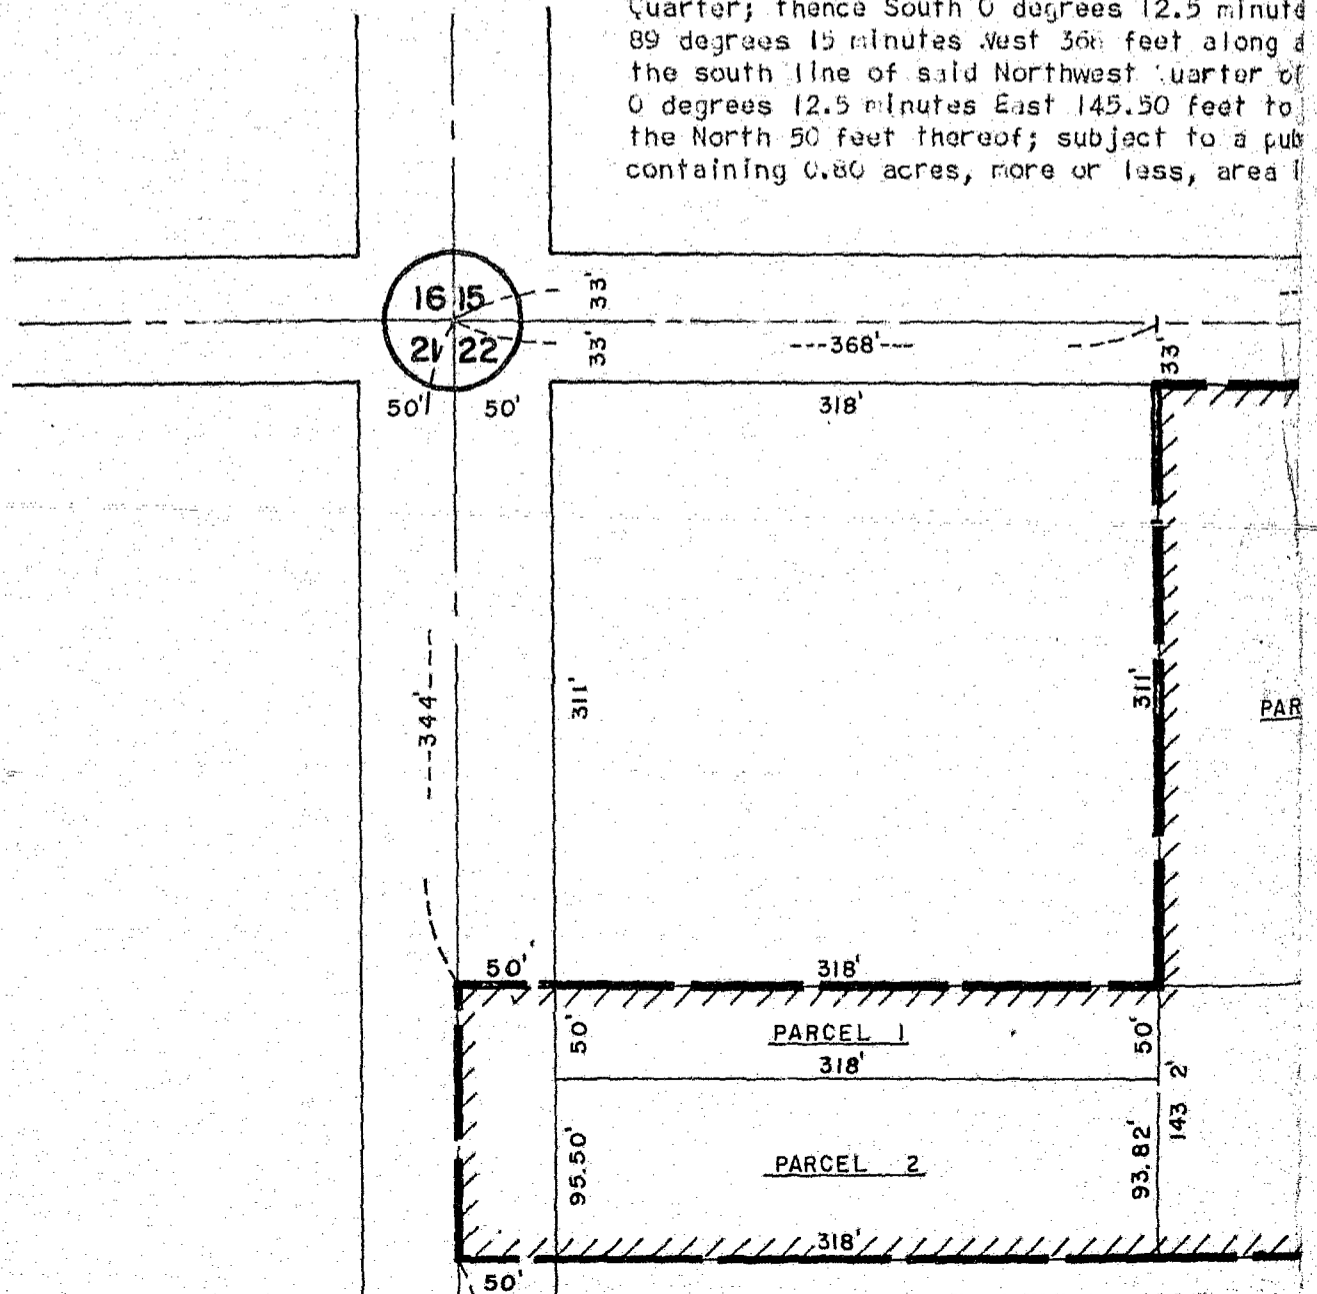 Quarter; thence South 0 degrees 12.5 minute
89 degrees 15 minutes West 368 feet along
the south line of said Northwest Quarter of
0 degrees 12.5 minutes East 145.50 feet to
the North 50 feet thereof; subject to a pub
containing 0.80 acres, more or less, area
16 15
33'
21 22
33'
---368'---
33'
50' 50'
318'
311'
311'
---344'---
PAR
50'
318'
50'
PARCEL 1
50'
318'
143 2'
95.50'
PARCEL 2
93.82'
318'
50'